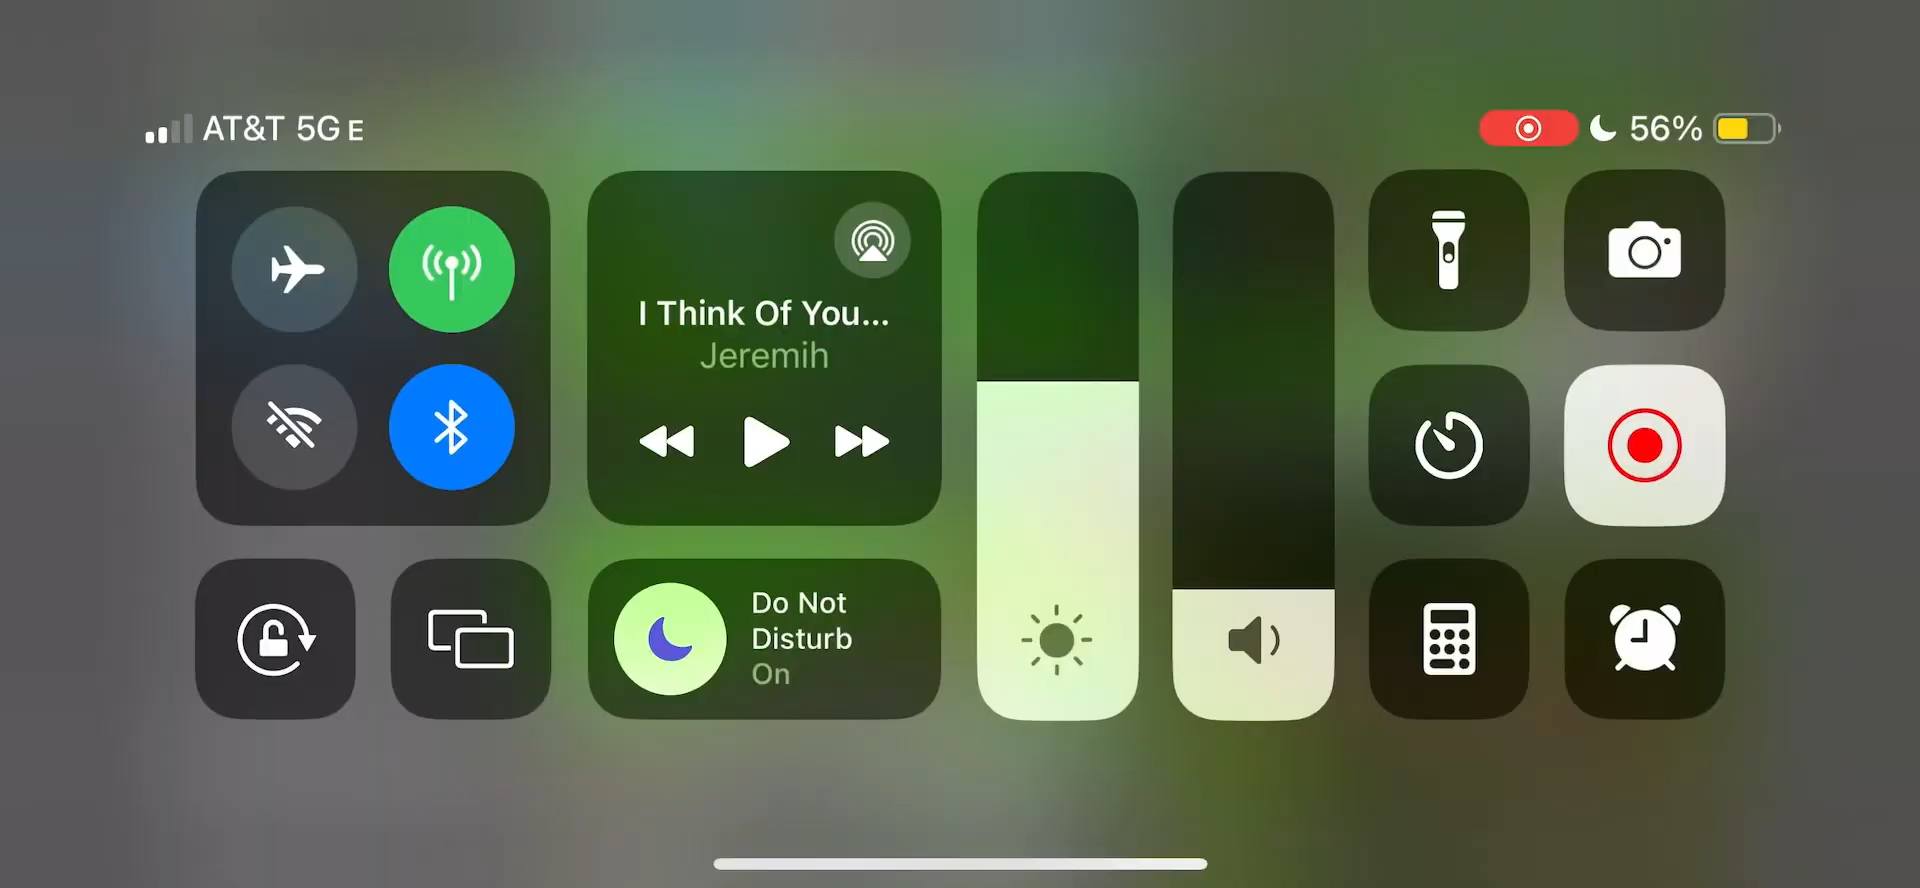 AT&T 5G E
56%
I Think Of You...
Jeremih
Do Not
Disturb
On